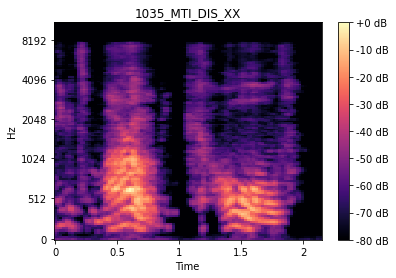 1035_MTI_DIS_XX
Hz
8192
4096
2048
1024
512
0
0 0.5 1 1.5 2
Time
+0 dB
-10 dB
-20 dB
-30 dB
-40 dB
-50 dB
-60 dB
-70 dB
-80 dB